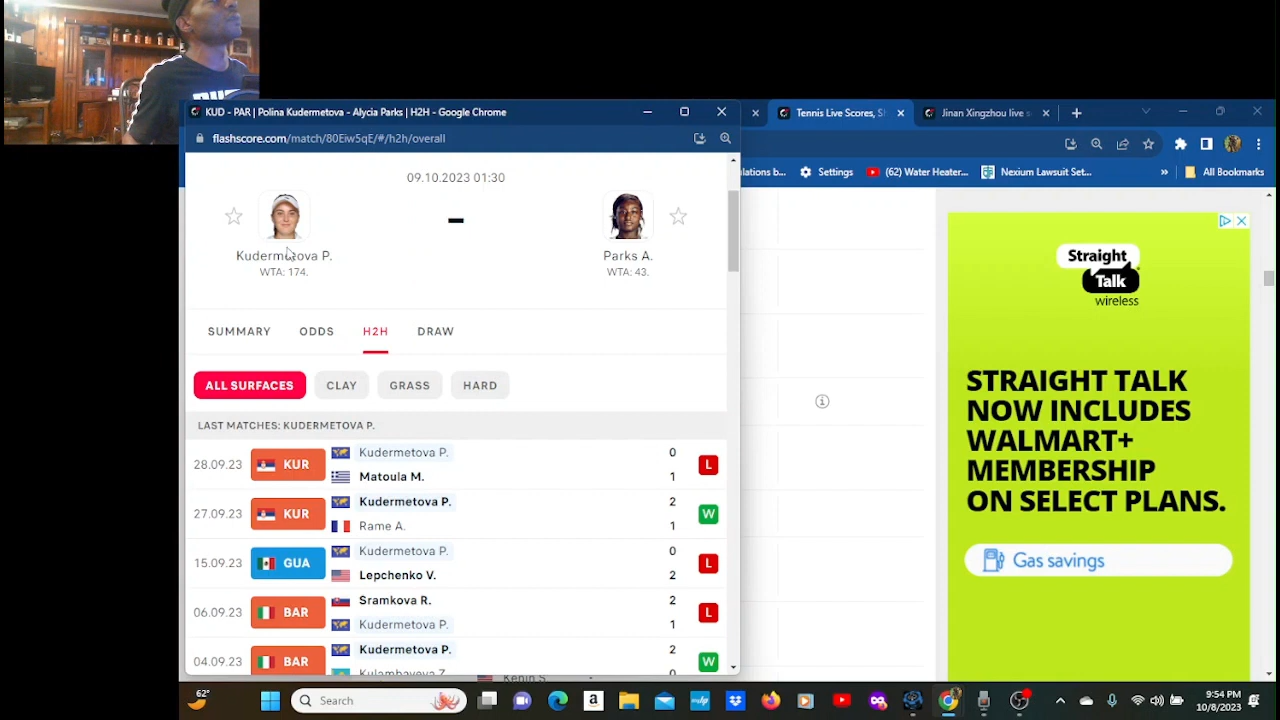 KUD - PAR | Polina Kudermetova - Alycia Parks | H2H - Google Chrome
Tennis Live Scores, S
Jinan Xingzhou live s
flashscore.com/match/80Eiw5qE/#/h2h/overall
ulations b...
Settings
(62) Water Heater...
Nexium Lawsuit Set...
»
All Bookmarks
09.10.2023 01:30
-
Kudermetova P.
WTA: 174.
Parks A.
WTA: 43.
SUMMARY ODDS H2H DRAW
ALL SURFACES CLAY GRASS HARD
LAST MATCHES: KUDERMETOVA P.
28.09.23 KUR Kudermetova P. 0 L
Matoula M. 1
27.09.23 KUR Kudermetova P. 2 W
Rame A. 1
15.09.23 GUA Kudermetova P. 0 L
Lepchenko V. 2
06.09.23 BAR Sramkova R. 2 L
Kudermetova P. 1
04.09.23 BAR Kudermetova P. 2 W
Kulambayeva Z. 0
Kenin S.
Straight
Talk
wireless
STRAIGHT TALK
NOW INCLUDES
WALMART+
MEMBERSHIP
ON SELECT PLANS.
Gas savings
62°
Search
9:54 PM
10/8/2023